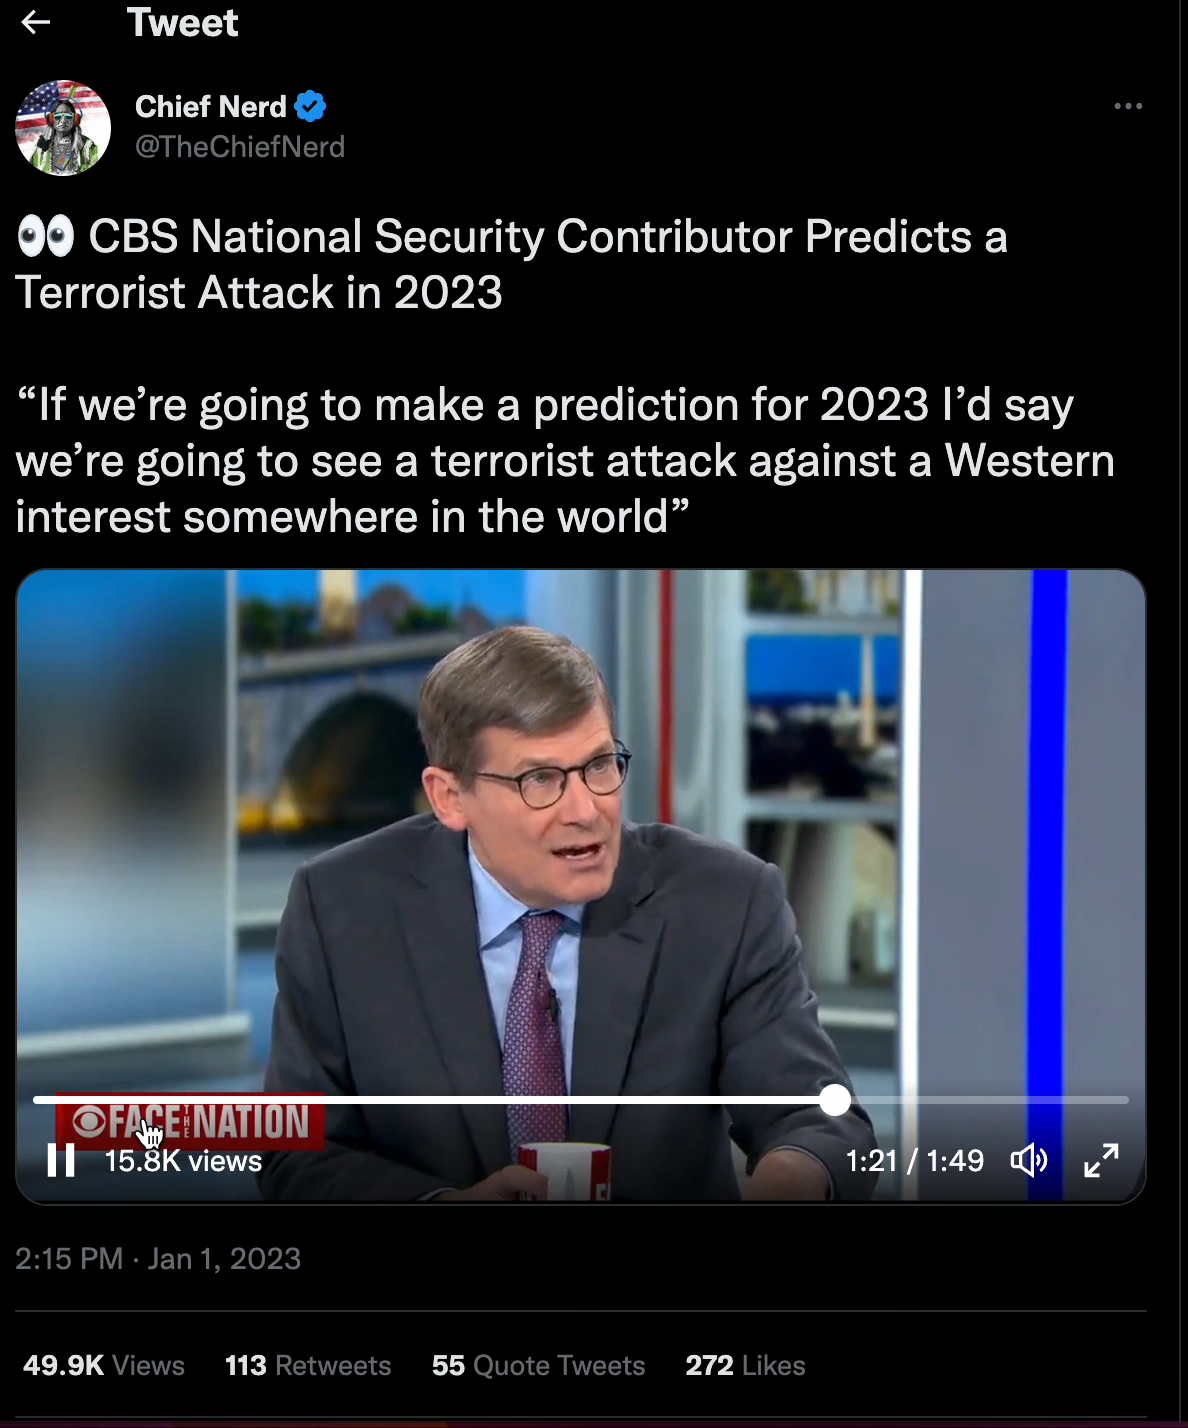 Tweet
Chief Nerd
@TheChiefNerd
👀 CBS National Security Contributor Predicts a
Terrorist Attack in 2023
“If we’re going to make a prediction for 2023 I’d say
we’re going to see a terrorist attack against a Western
interest somewhere in the world”
FACE THE NATION
15.8K views
1:21 / 1:49
2:15 PM · Jan 1, 2023
49.9K Views 113 Retweets 55 Quote Tweets 272 Likes